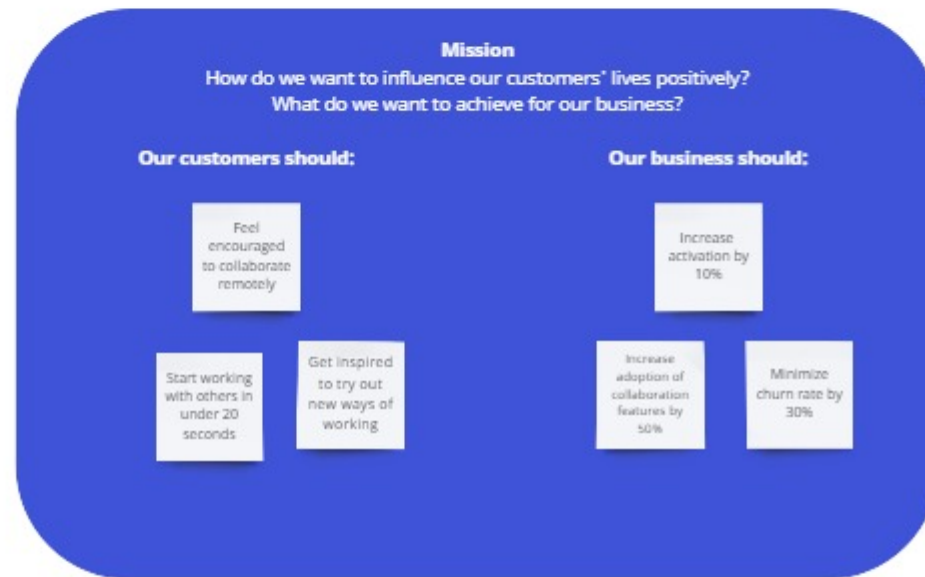 Mission
How do we want to influence our customers' lives positively?
What do we want to achieve for our business?
Our customers should:
Feel
encouraged
to collaborate
remotely
Start working
with others in
under 20
seconds
Get inspired
to try out
new ways of
working
Our business should:
Increase
activation by
10%
Increase
adoption of
collaboration
features by
50%
Minimize
churn rate by
30%